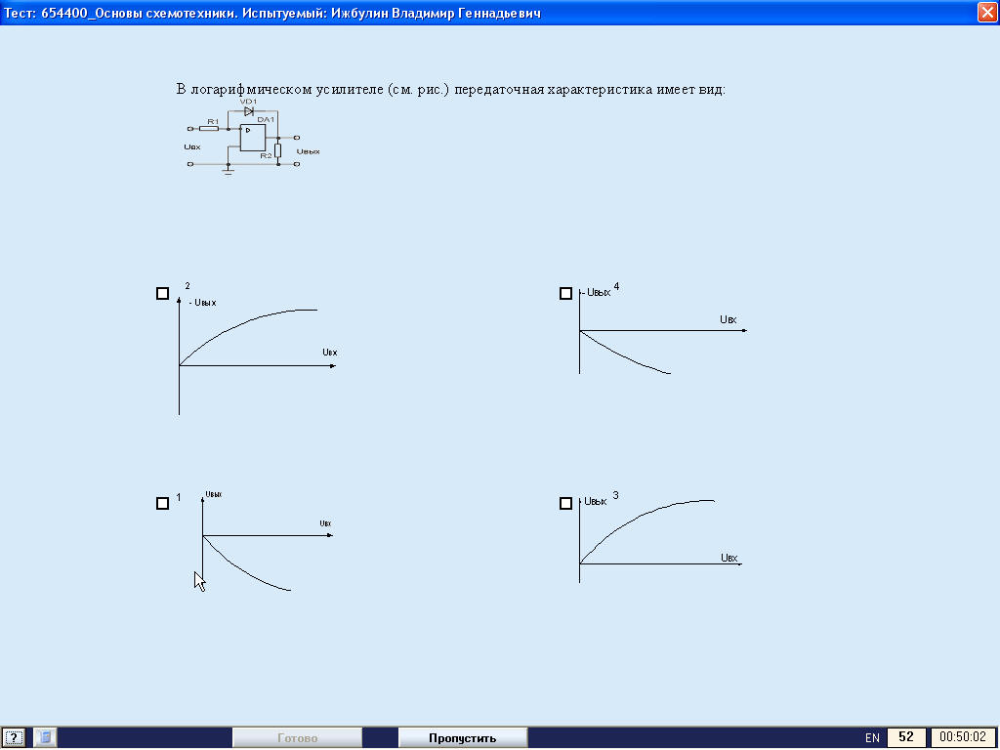 Тест: 654400_Основы схемотехники. Испытуемый: Ижбулин Владимир Геннадьевич
В логарифмическом усилителе (см. рис.) передаточная характеристика имеет вид:
VD1
R1
DA1
Uвх
R2
Uвых
2
- Uвых
Uвх
- Uвых 4
Uвх
1
Uвых
Uвх
Uвых 3
Uвх
?
Готово
Пропустить
EN
52
00:50:02